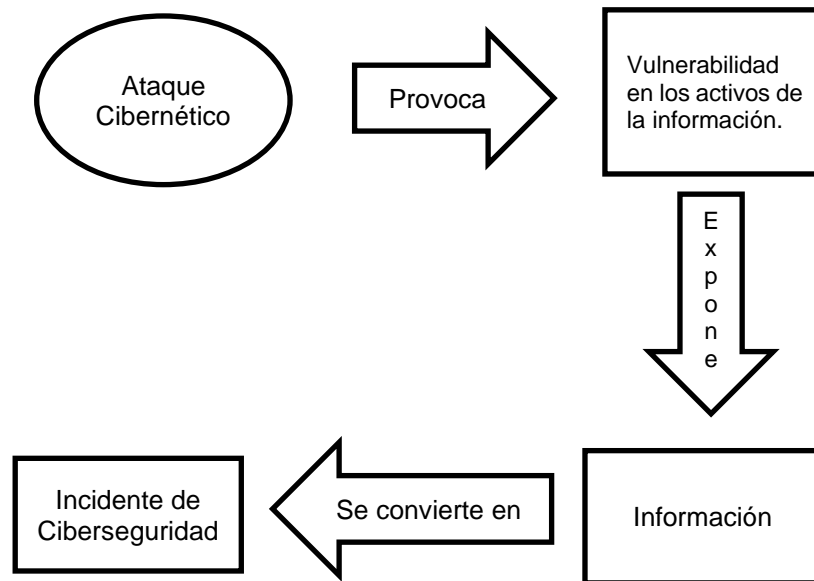 Ataque
Cibernético
Provoca
Vulnerabilidad
en los activos de
la información.
E
x
p
o
n
e
Información
Se convierte en
Incidente de
Ciberseguridad